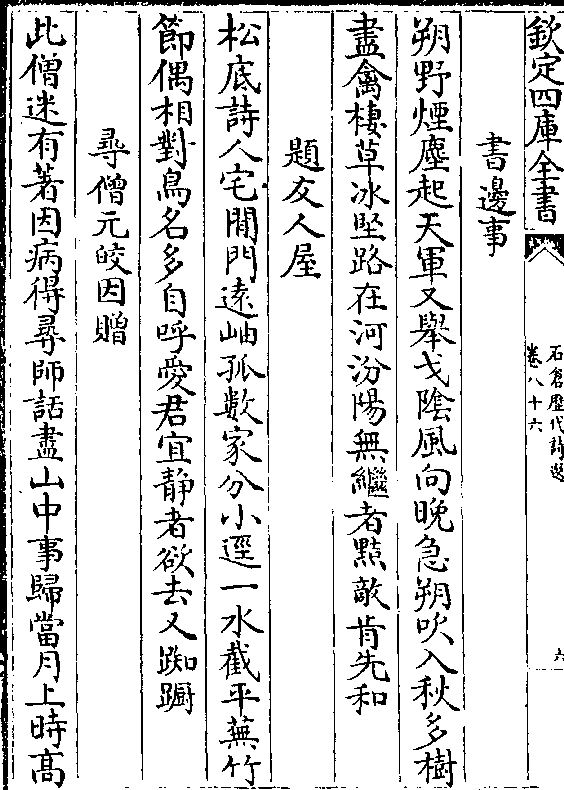 欽定四庫全書
石倉歷代詩選
卷八十六
六
書邊事
朔野煙塵起天軍又舉戈陰風向晚急朔吹入秋多樹
盡禽棲草冰堅路在河汾陽無繼者黠敵肯先和
題友人屋
松底詩人宅閒門遠岫孤數家分小逕一水截平蕪竹
節偶相對鳥名多自呼愛君宜靜者欲去又踟躕
尋僧元皎因贈
此僧迷有著因病得尋師話盡山中事歸當月上時高